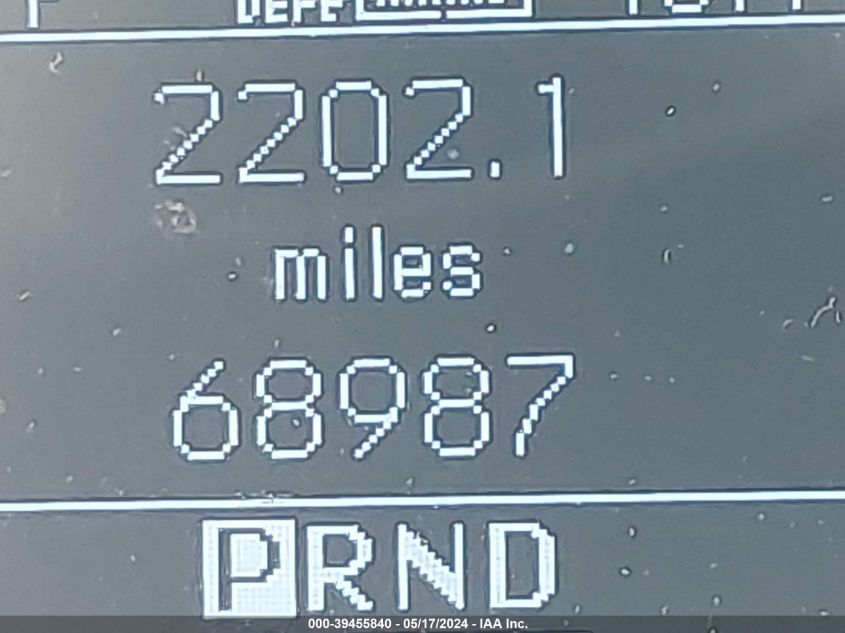 2202.1
miles
68987
PRND
000-39455840 - 05/17/2024 - IAA Inc.